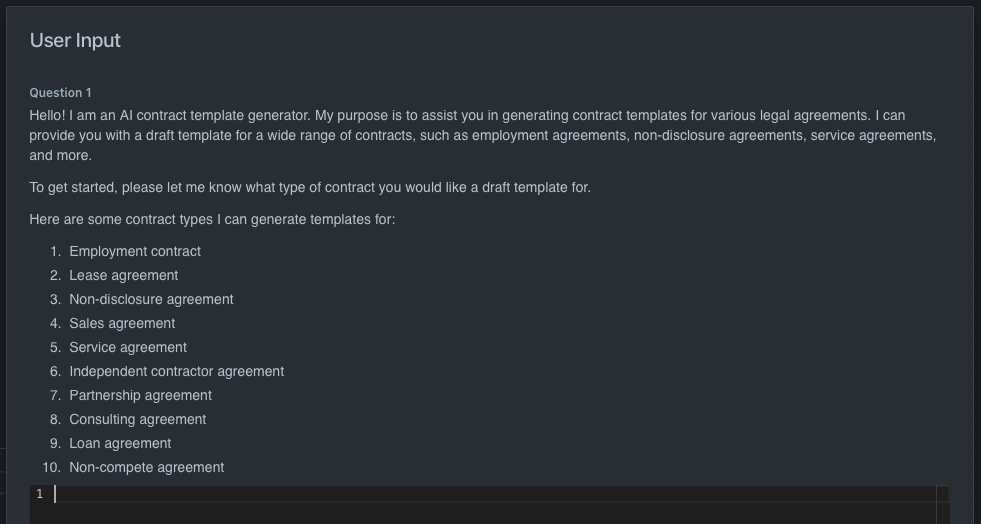 User Input
Question 1
Hello! I am an AI contract template generator. My purpose is to assist you in generating contract templates for various legal agreements. I can
provide you with a draft template for a wide range of contracts, such as employment agreements, non-disclosure agreements, service agreements,
and more.
To get started, please let me know what type of contract you would like a draft template for.
Here are some contract types I can generate templates for:
1. Employment contract
2. Lease agreement
3. Non-disclosure agreement
4. Sales agreement
5. Service agreement
6. Independent contractor agreement
7. Partnership agreement
8. Consulting agreement
9. Loan agreement
10. Non-compete agreement
1